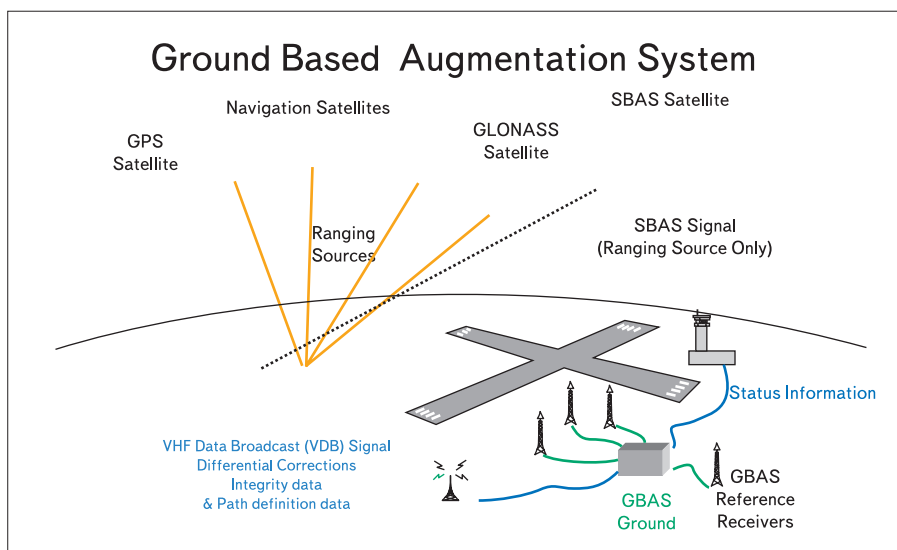 Ground Based Augmentation System
Navigation Satellites
SBAS Satellite
GPS
Satellite
GLONASS
Satellite
Ranging
Sources
SBAS Signal
(Ranging Source Only)
Status Information
VHF Data Broadcast (VDB) Signal
Differential Corrections
Integrity data
& Path definition data
GBAS
Ground
GBAS
Reference
Receivers